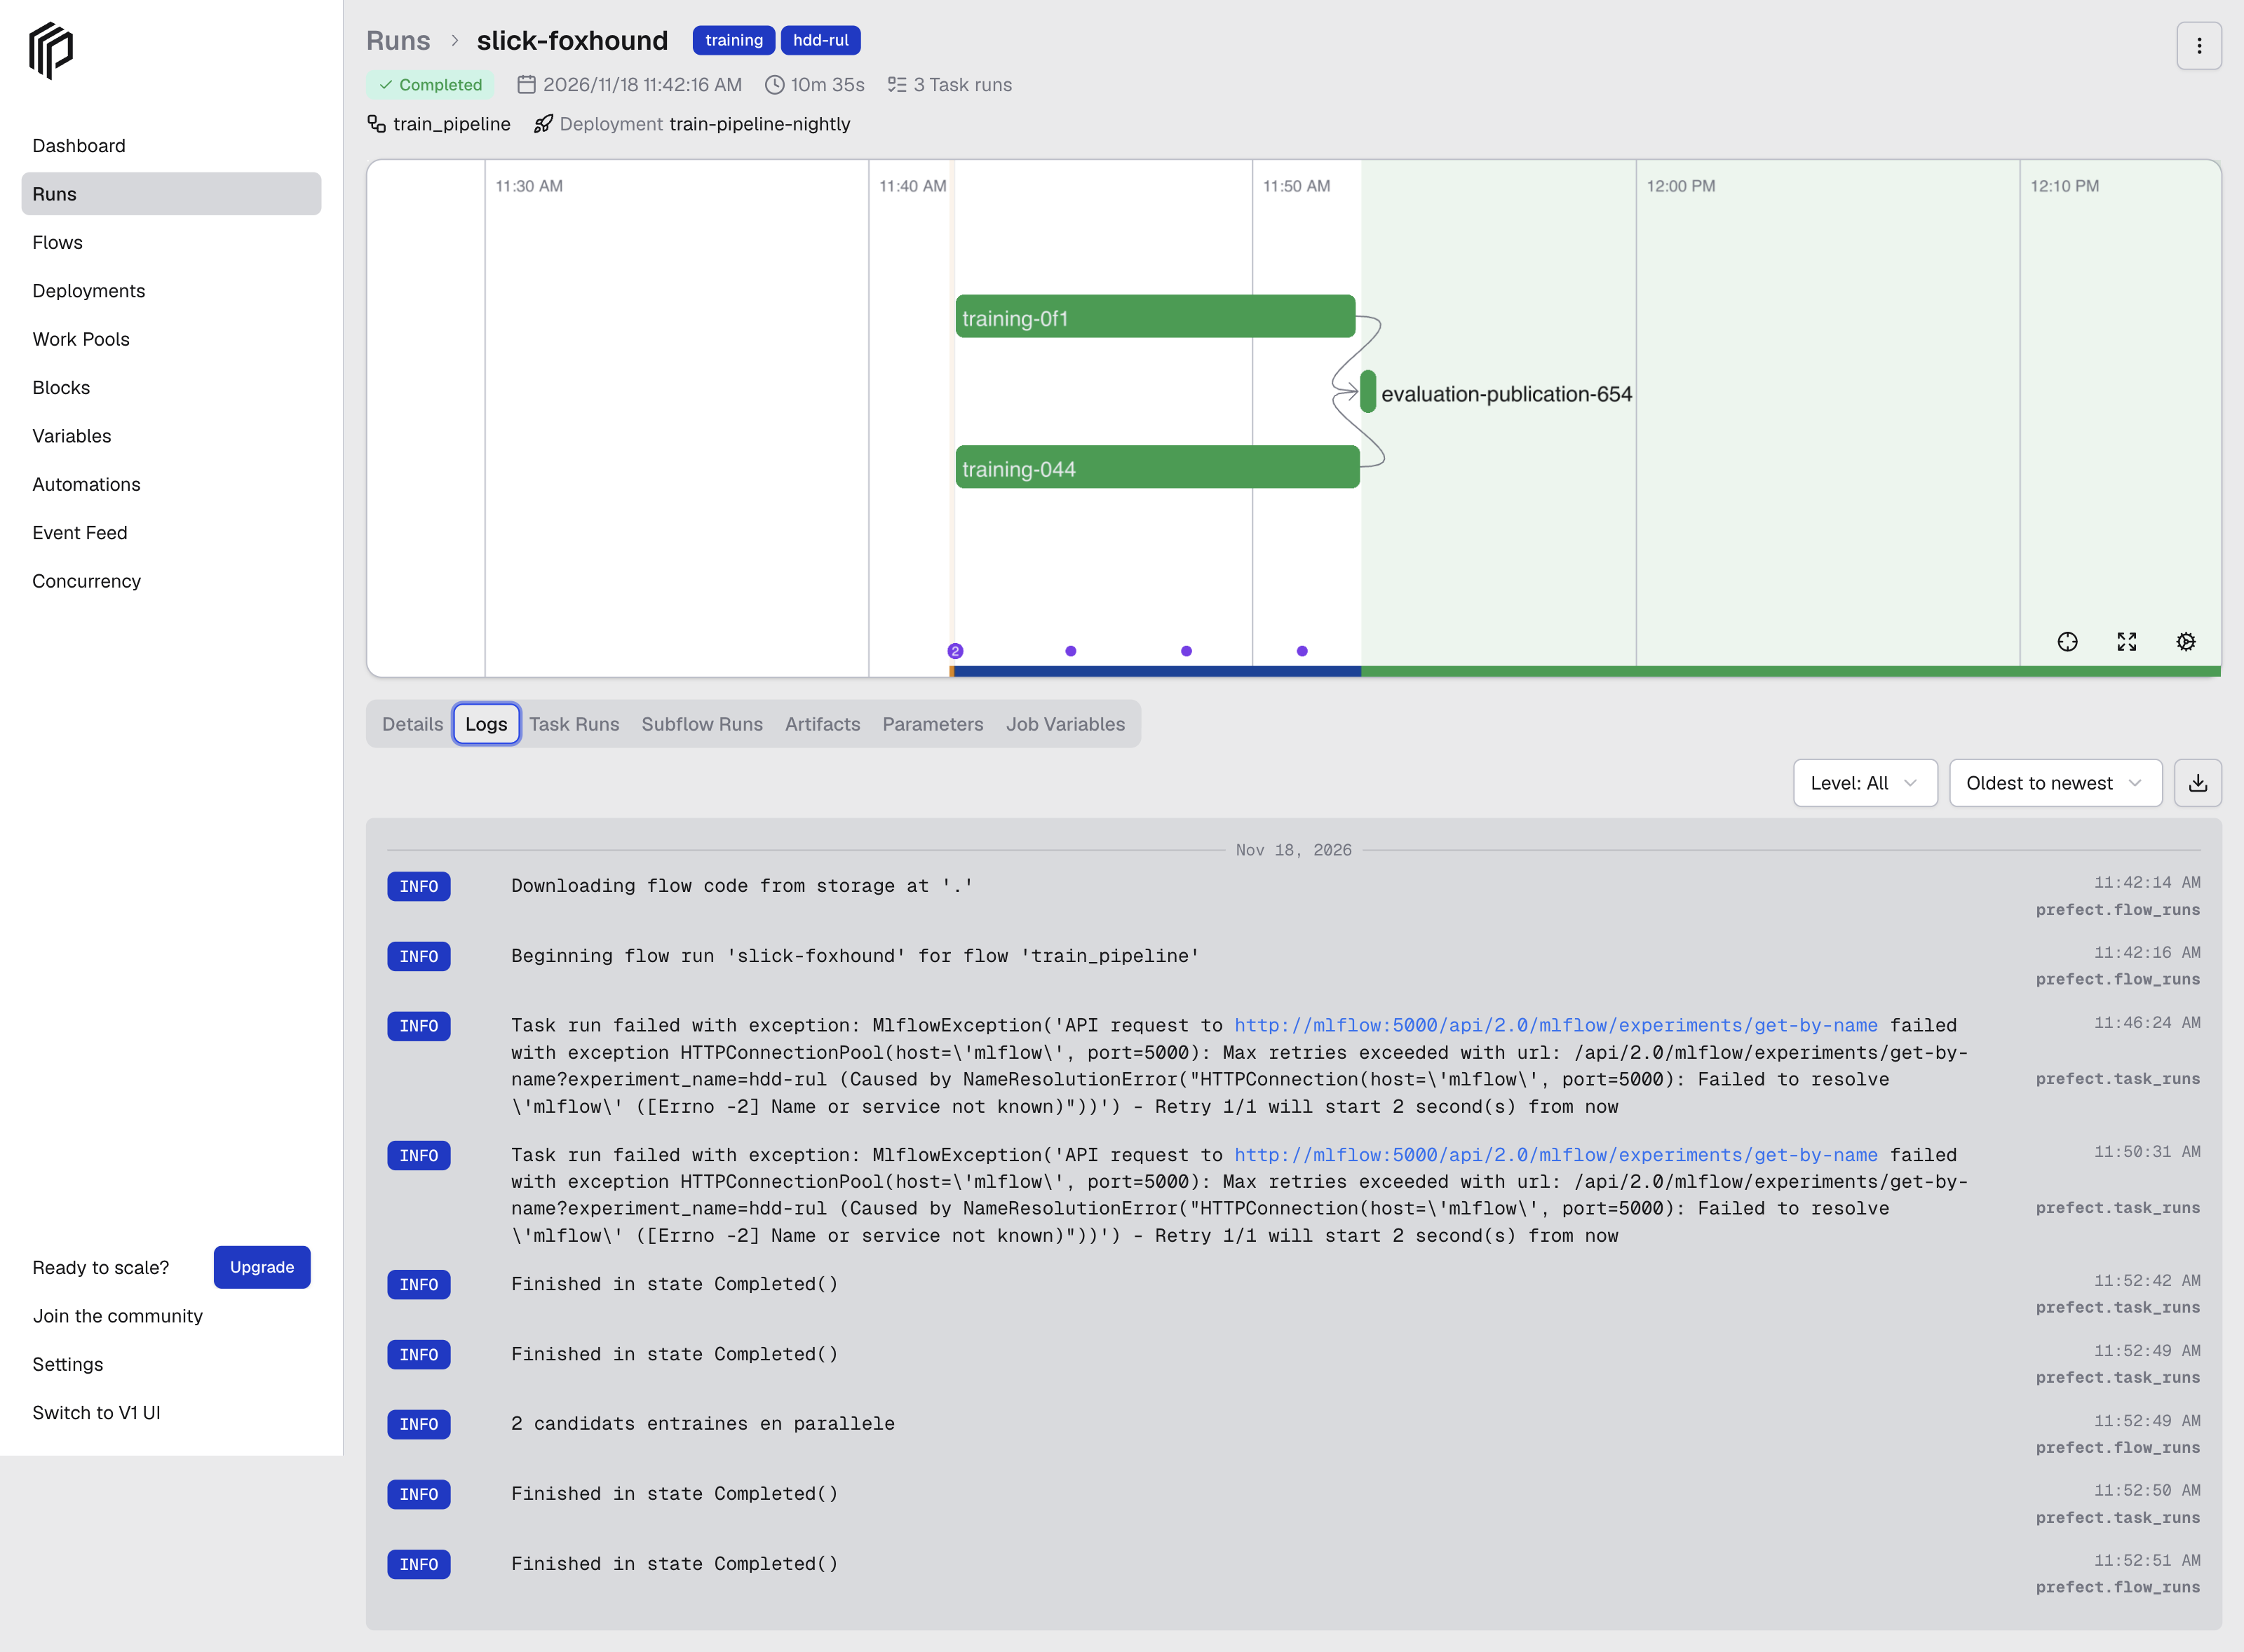 Runs > slick-foxhound training hdd-rul
Completed 2026/11/18 11:42:16 AM 10m 35s 3 Task runs
train_pipeline Deployment train-pipeline-nightly
Dashboard
Runs
Flows
Deployments
Work Pools
Blocks
Variables
Automations
Event Feed
Concurrency
Ready to scale? Upgrade
Join the community
Settings
Switch to V1 UI
11:30 AM 11:40 AM 11:50 AM 12:00 PM 12:10 PM
training-0f1
evaluation-publication-654
training-044
2
Details Logs Task Runs Subflow Runs Artifacts Parameters Job Variables
Level: All Oldest to newest
Nov 18, 2026
INFO Downloading flow code from storage at '.' 11:42:14 AM
prefect.flow_runs
INFO Beginning flow run 'slick-foxhound' for flow 'train_pipeline' 11:42:16 AM
prefect.flow_runs
INFO Task run failed with exception: MlflowException('API request to http://mlflow:5000/api/2.0/mlflow/experiments/get-by-name failed 11:46:24 AM
with exception HTTPConnectionPool(host=\'mlflow\', port=5000): Max retries exceeded with url: /api/2.0/mlflow/experiments/get-by-
name?experiment_name=hdd-rul (Caused by NameResolutionError("HTTPConnection(host=\'mlflow\', port=5000): Failed to resolve prefect.task_runs
\'mlflow\' ([Errno -2] Name or service not known)"))') - Retry 1/1 will start 2 second(s) from now
INFO Task run failed with exception: MlflowException('API request to http://mlflow:5000/api/2.0/mlflow/experiments/get-by-name failed 11:50:31 AM
with exception HTTPConnectionPool(host=\'mlflow\', port=5000): Max retries exceeded with url: /api/2.0/mlflow/experiments/get-by-
name?experiment_name=hdd-rul (Caused by NameResolutionError("HTTPConnection(host=\'mlflow\', port=5000): Failed to resolve prefect.task_runs
\'mlflow\' ([Errno -2] Name or service not known)"))') - Retry 1/1 will start 2 second(s) from now
INFO Finished in state Completed() 11:52:42 AM
prefect.task_runs
INFO Finished in state Completed() 11:52:49 AM
prefect.task_runs
INFO 2 candidats entraines en parallele 11:52:49 AM
prefect.flow_runs
INFO Finished in state Completed() 11:52:50 AM
prefect.task_runs
INFO Finished in state Completed() 11:52:51 AM
prefect.flow_runs